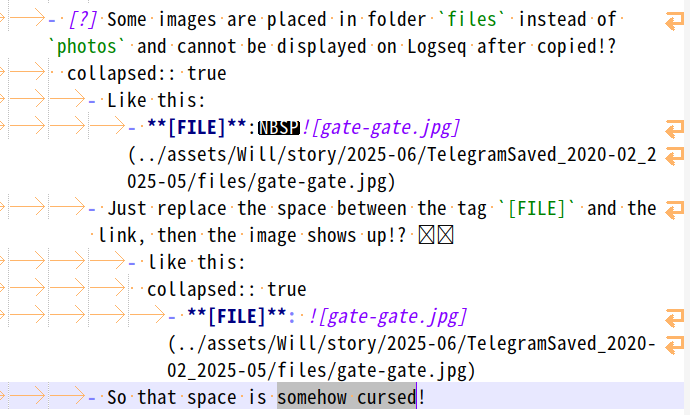 - [?] Some images are placed in folder `files` instead of
`photos` and cannot be displayed on Logseq after copied!?
collapsed:: true
- Like this:
- **[FILE]**:NBSP![gate-gate.jpg]
(../assets/Will/story/2025-06/TelegramSaved_2020-02_2
025-05/files/gate-gate.jpg)
- Just replace the space between the tag `[FILE]` and the
link, then the image shows up!?
- like this:
collapsed:: true
- **[FILE]**: ![gate-gate.jpg]
(../assets/Will/story/2025-06/TelegramSaved_2020-
02_2025-05/files/gate-gate.jpg)
- So that space is somehow cursed!